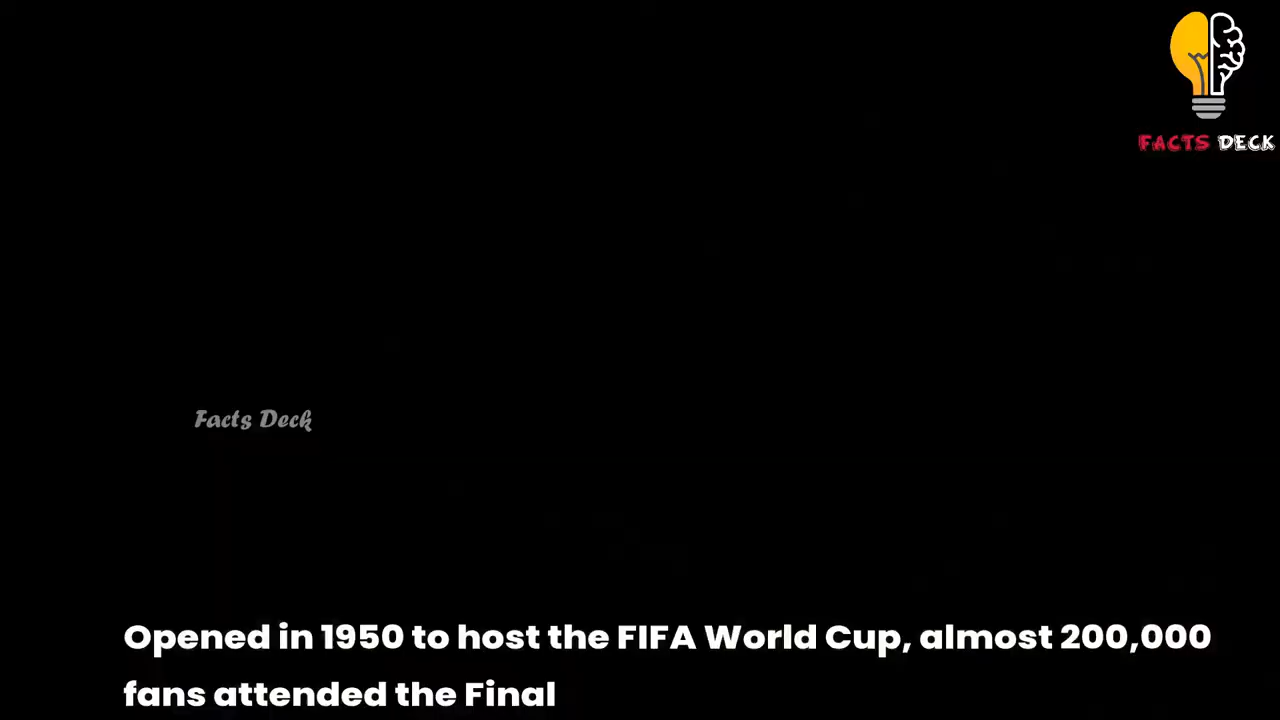 FACTS DECK
Facts Deck
Opened in 1950 to host the FIFA World Cup, almost 200,000
fans attended the Final